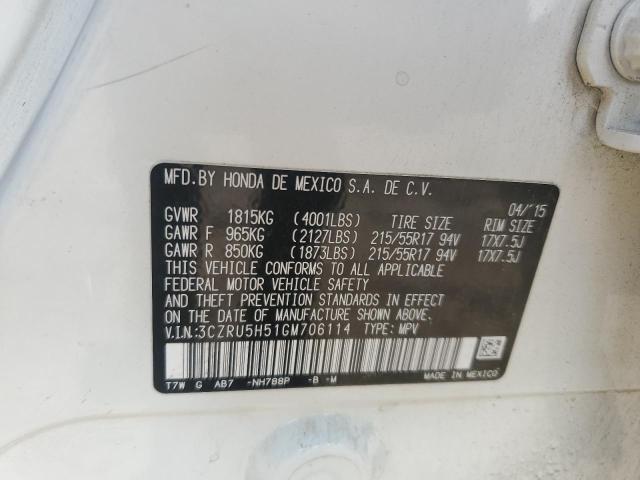 MFD.BY HONDA DE MEXICO S.A. DE C.V.
04/'15
GVWR 1815KG (4001LBS) TIRE SIZE RIM SIZE
GAWR F 965KG (2127LBS) 215/55R17 94V 17X7.5J
GAWR R 850KG (1873LBS) 215/55R17 94V 17X7.5J
THIS VEHICLE CONFORMS TO ALL APPLICABLE
FEDERAL MOTOR VEHICLE SAFETY
AND THEFT PREVENTION STANDARDS IN EFFECT
ON THE DATE OF MANUFACTURE SHOWN ABOVE.
V.I.N.:3CZRU5H51GM706114 TYPE: MPV
T7W G AB7 -NH788P -B -M
MADE IN MEXICO